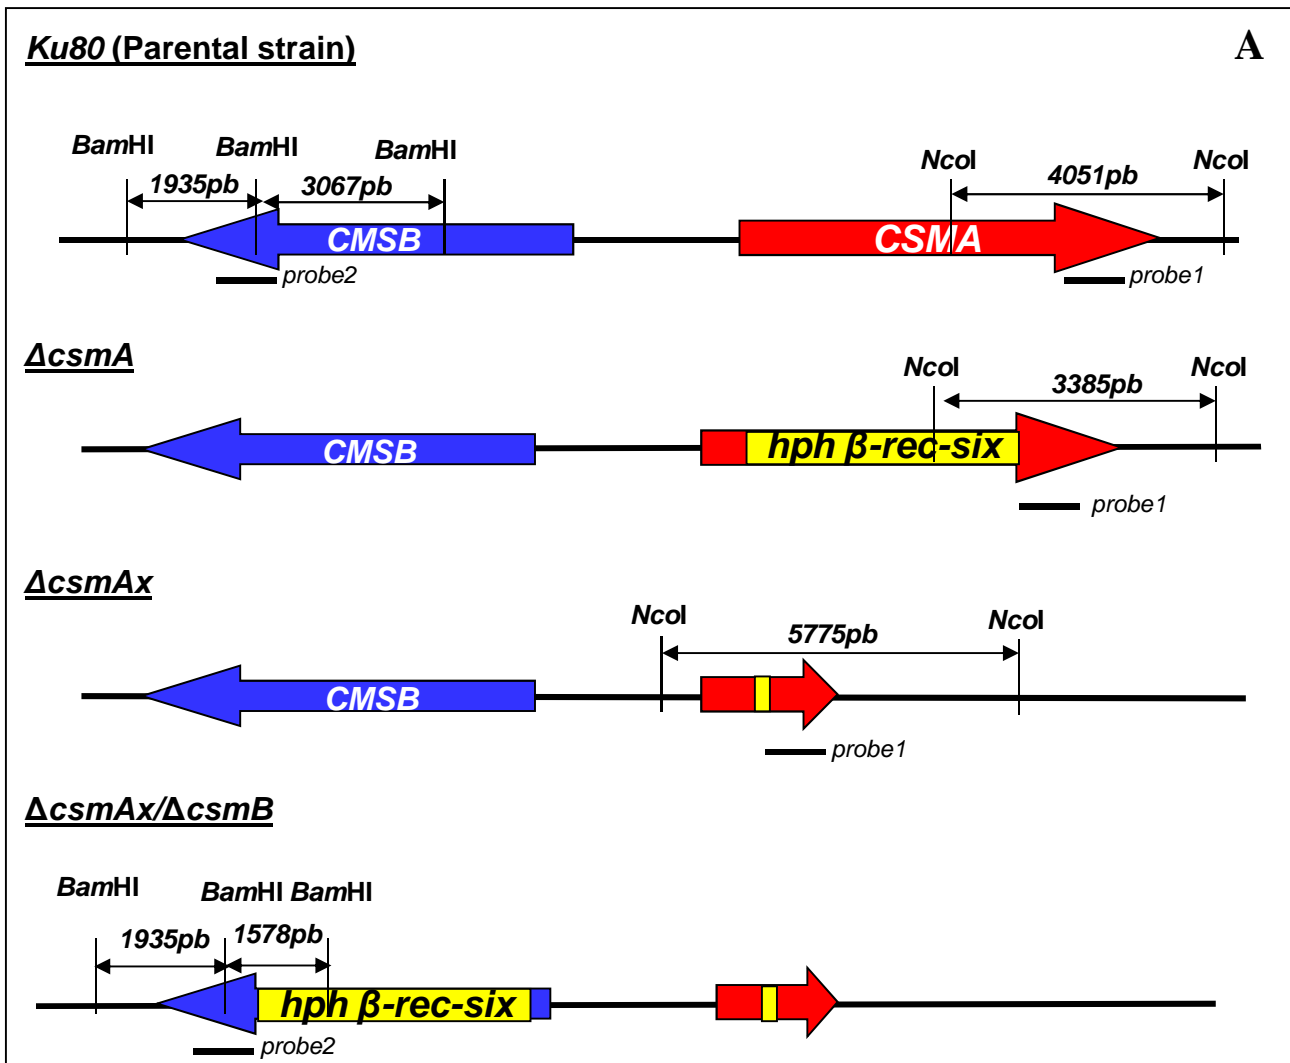 Ku80 (Parental strain)
A
BamHI BamHI BamHI NcoI NcoI
1935pb 3067pb 4051pb
CMSB CSMA
probe2 probe1
ΔcsmA
NcoI NcoI
3385pb
CMSB hph β-rec-six
probe1
ΔcsmAx
NcoI NcoI
5775pb
CMSB
probe1
ΔcsmAx/ΔcsmB
BamHI BamHI BamHI
1935pb 1578pb
hph β-rec-six
probe2